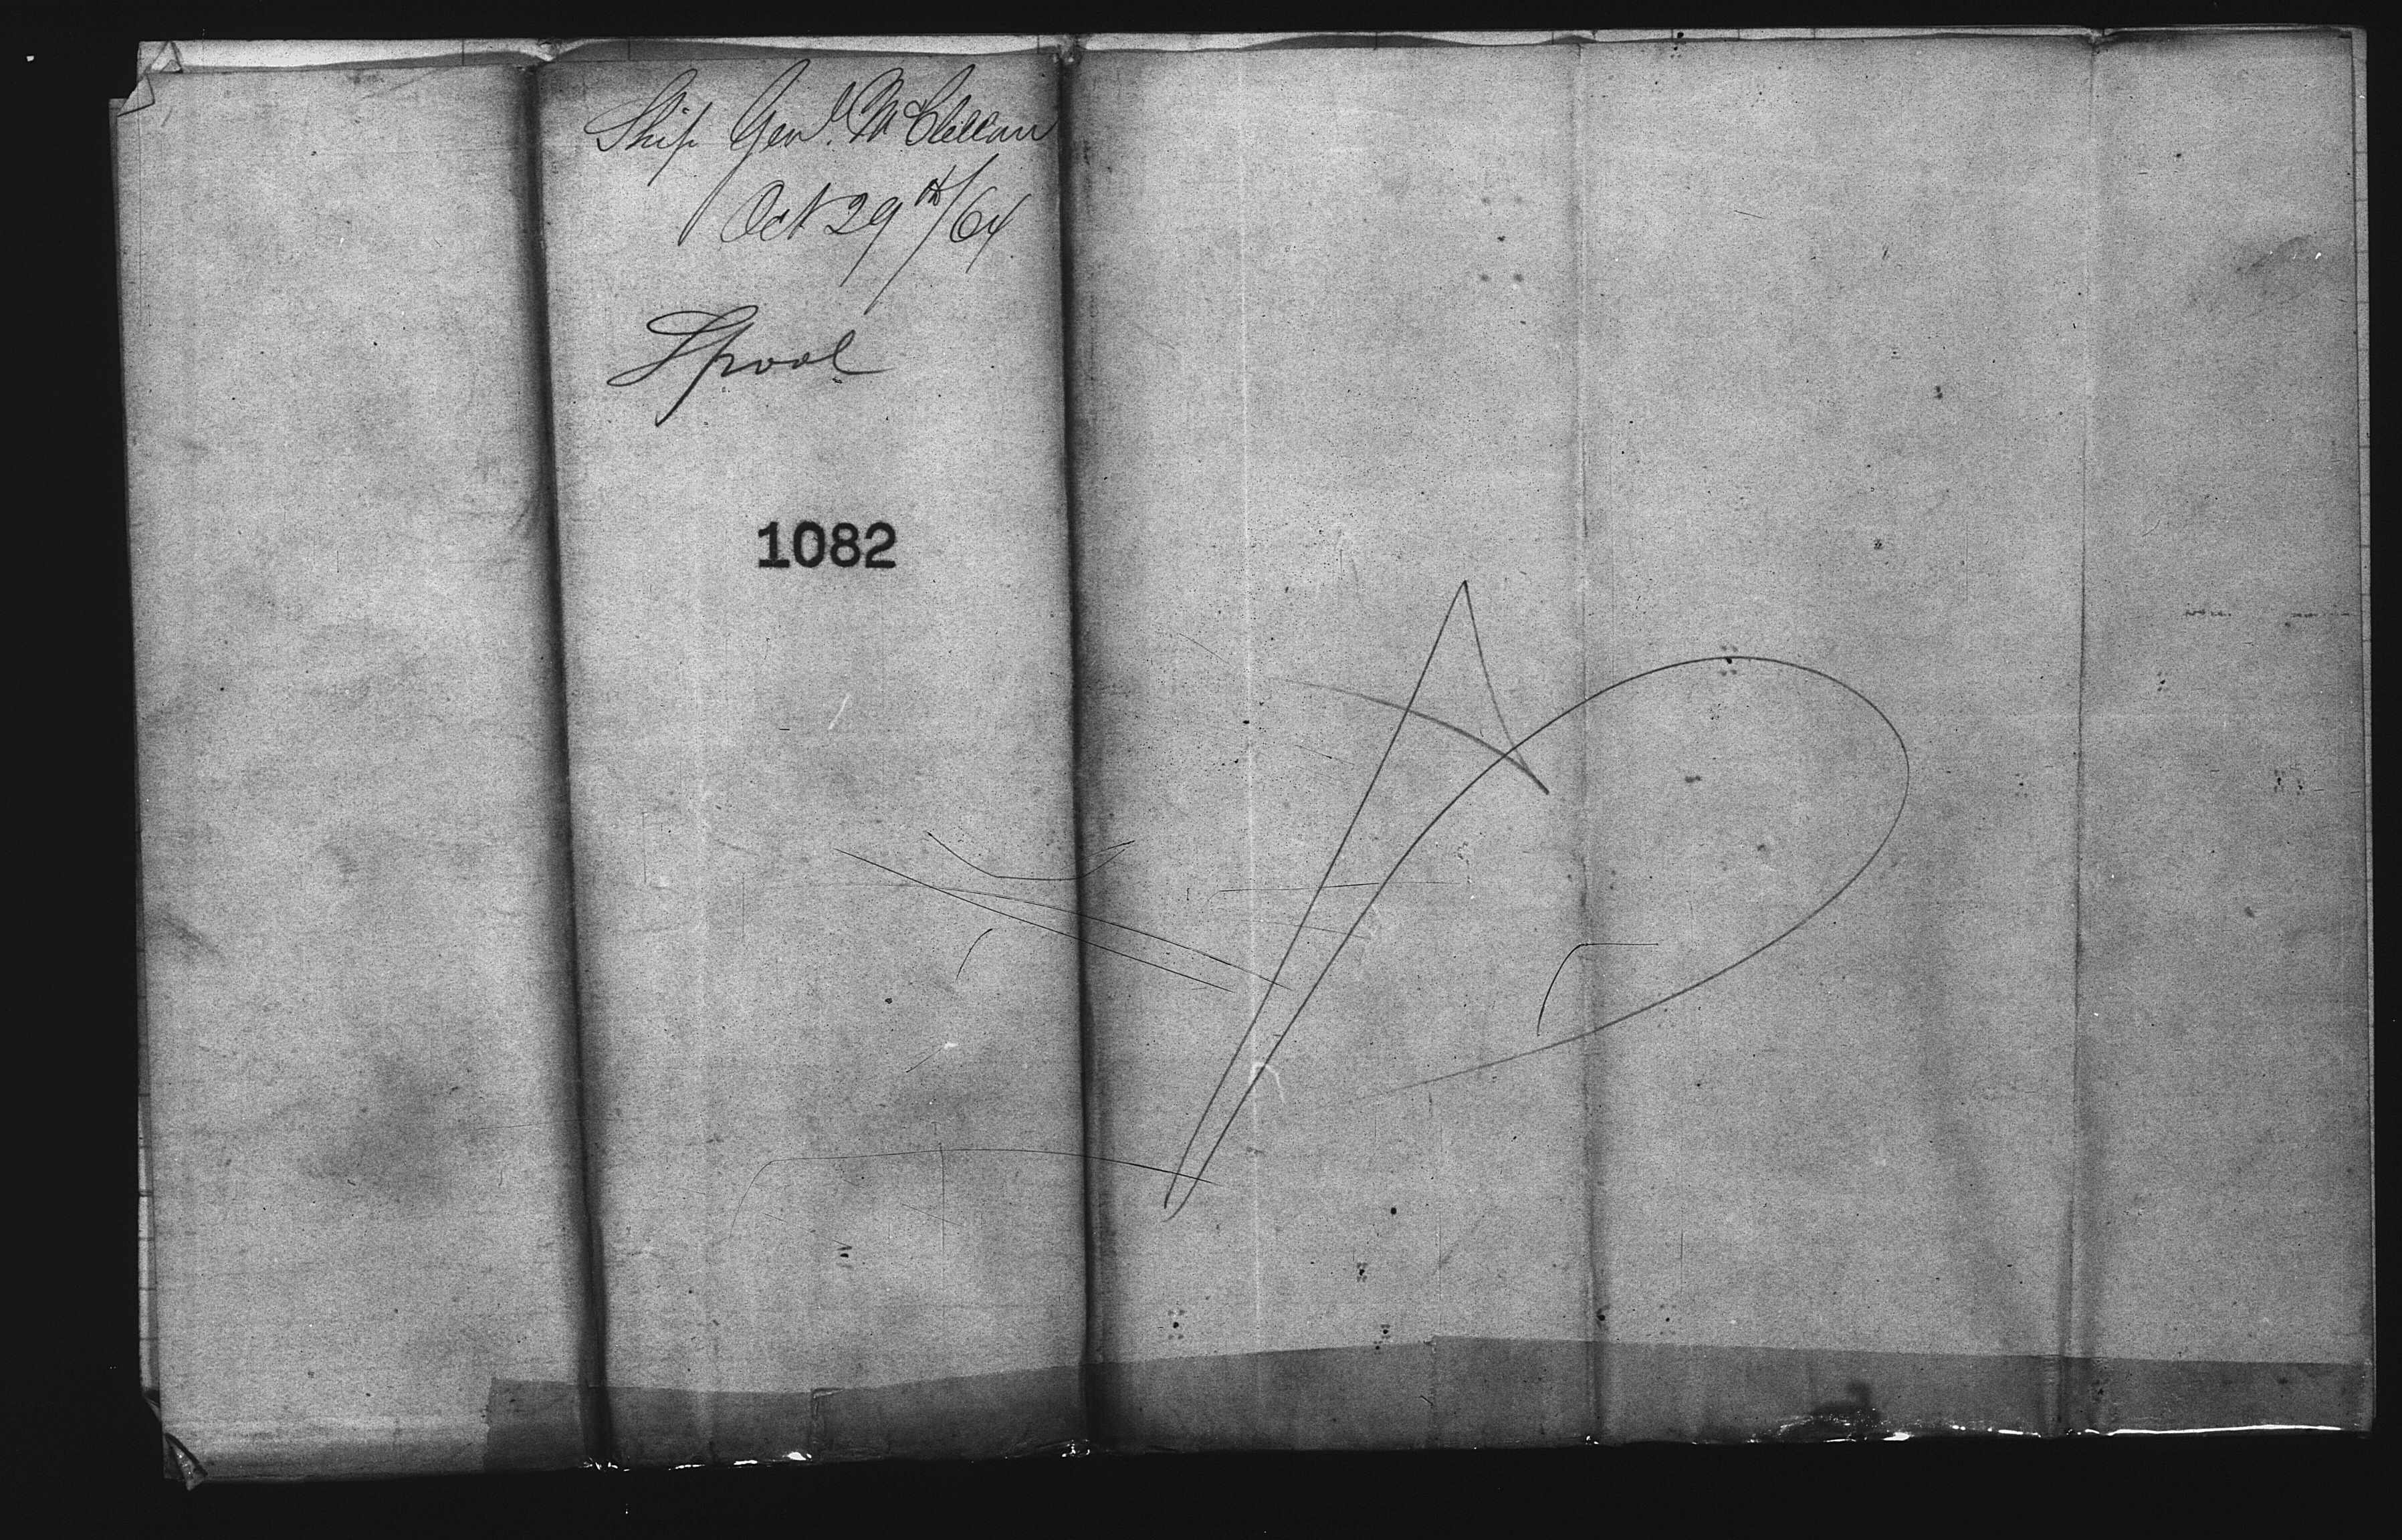 Ship Genl. McClellan
Oct 29th/64
Lpool
1082